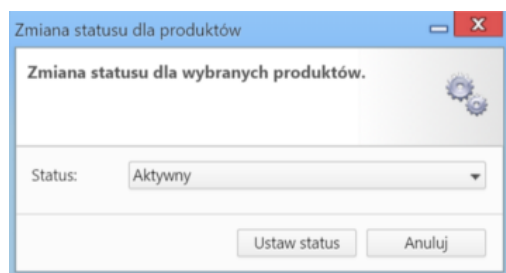 Zmiana statusu dla produktów
Zmiana statusu dla wybranych produktów.
Status: Aktywny
Ustaw status Anuluj